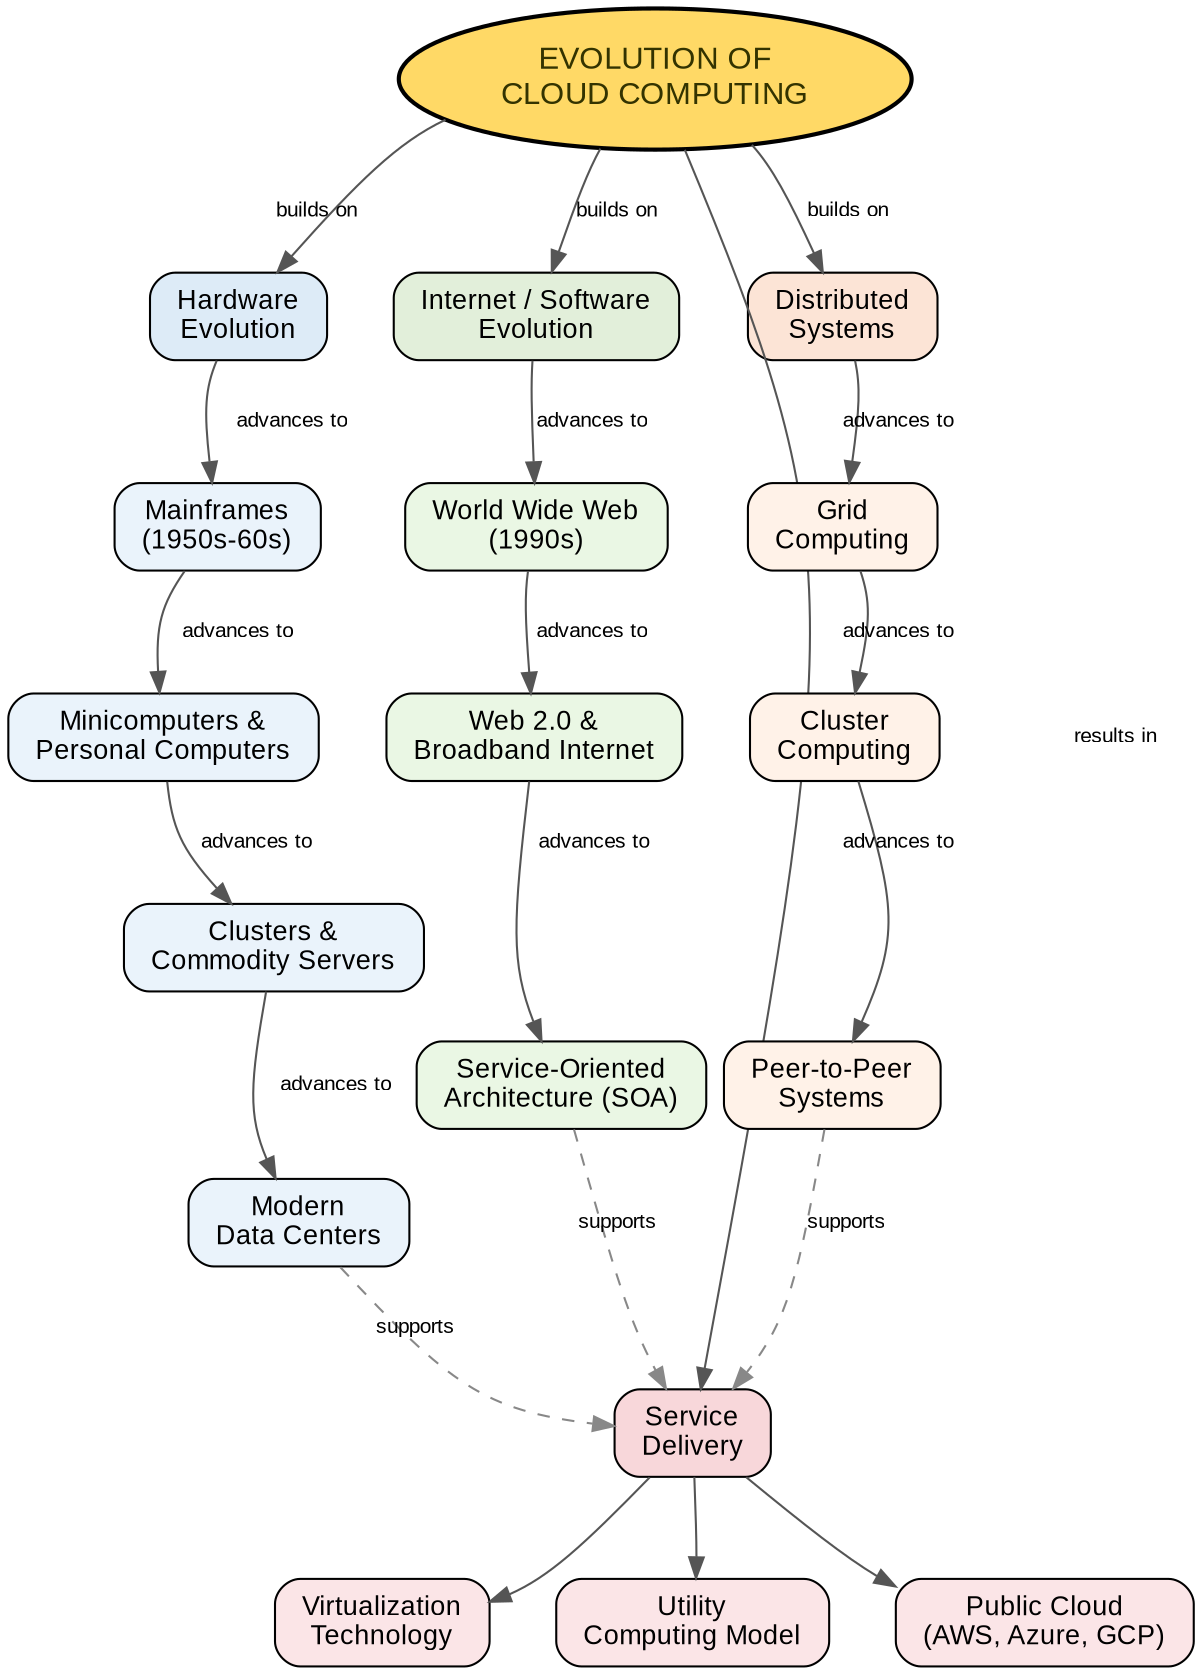 EVOLUTION OF
CLOUD COMPUTING
builds on
builds on
builds on
Hardware
Evolution
Internet / Software
Evolution
Distributed
Systems
advances to
advances to
advances to
Mainframes
(1950s-60s)
World Wide Web
(1990s)
Grid
Computing
advances to
advances to
advances to
Minicomputers &
Personal Computers
Web 2.0 &
Broadband Internet
Cluster
Computing
results in
advances to
advances to
advances to
Clusters &
Commodity Servers
advances to
Service-Oriented
Architecture (SOA)
Peer-to-Peer
Systems
Modern
Data Centers
supports
supports
supports
Service
Delivery
Virtualization
Technology
Utility
Computing Model
Public Cloud
(AWS, Azure, GCP)